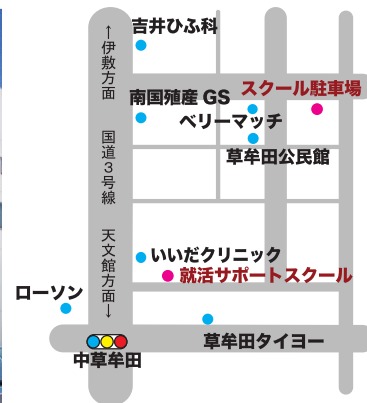 吉井ひふ科
←伊敷方面
国道3号線
天文館方面→
南国殖産 GS
スクール駐車場
ベリーマッチ
草牟田公民館
いいだクリニック
就活サポートスクール
ローソン
草牟田タイヨー
中草牟田